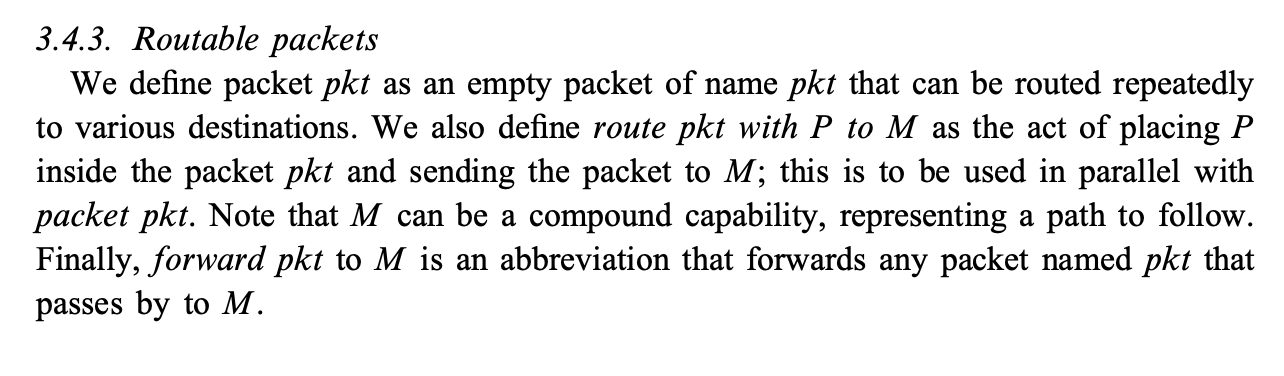 3.4.3. Routable packets
We define packet pkt as an empty packet of name pkt that can be routed repeatedly
to various destinations. We also define route pkt with P to M as the act of placing P
inside the packet pkt and sending the packet to M; this is to be used in parallel with
packet pkt. Note that M can be a compound capability, representing a path to follow.
Finally, forward pkt to M is an abbreviation that forwards any packet named pkt that
passes by to M.